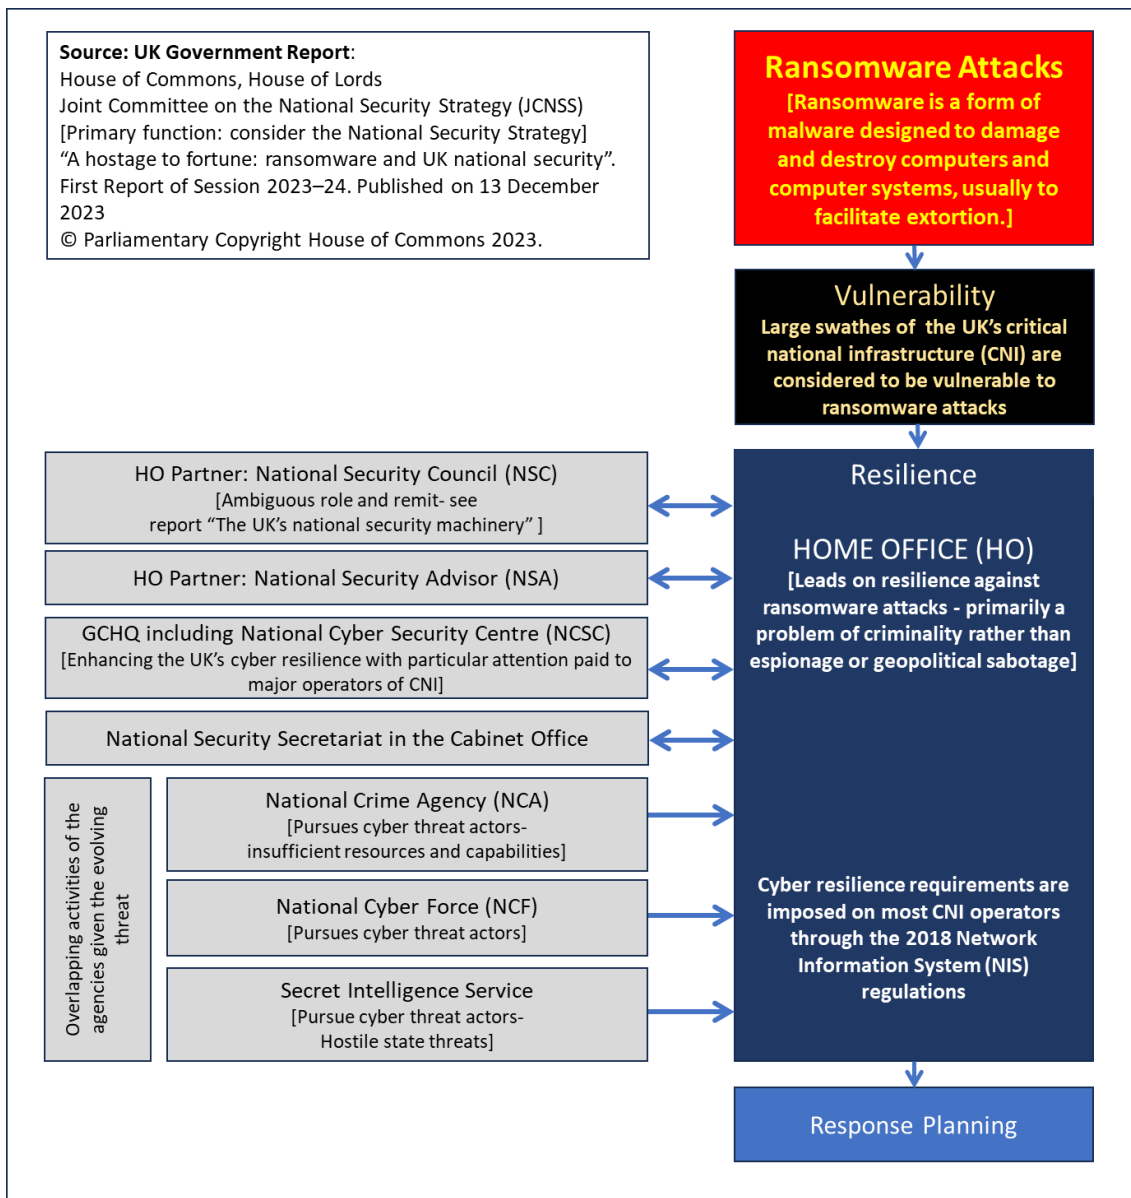 Source: UK Government Report:
House of Commons, House of Lords
Joint Committee on the National Security Strategy (JCNSS)
[Primary function: consider the National Security Strategy]
“A hostage to fortune: ransomware and UK national security”.
First Report of Session 2023–24. Published on 13 December
2023
© Parliamentary Copyright House of Commons 2023.
Ransomware Attacks
[Ransomware is a form of
malware designed to damage
and destroy computers and
computer systems, usually to
facilitate extortion.]
Vulnerability
Large swathes of the UK’s critical
national infrastructure (CNI) are
considered to be vulnerable to
ransomware attacks
HO Partner: National Security Council (NSC)
[Ambiguous role and remit- see
report “The UK’s national security machinery” ]
HO Partner: National Security Advisor (NSA)
GCHQ including National Cyber Security Centre (NCSC)
[Enhancing the UK’s cyber resilience with particular attention paid to
major operators of CNI]
National Security Secretariat in the Cabinet Office
Overlapping activities of the
agencies given the evolving
threat
National Crime Agency (NCA)
[Pursues cyber threat actors-
insufficient resources and capabilities]
National Cyber Force (NCF)
[Pursues cyber threat actors]
Secret Intelligence Service
[Pursue cyber threat actors-
Hostile state threats]
Resilience
HOME OFFICE (HO)
[Leads on resilience against
ransomware attacks - primarily a
problem of criminality rather than
espionage or geopolitical sabotage]
Cyber resilience requirements are
imposed on most CNI operators
through the 2018 Network
Information System (NIS)
regulations
Response Planning